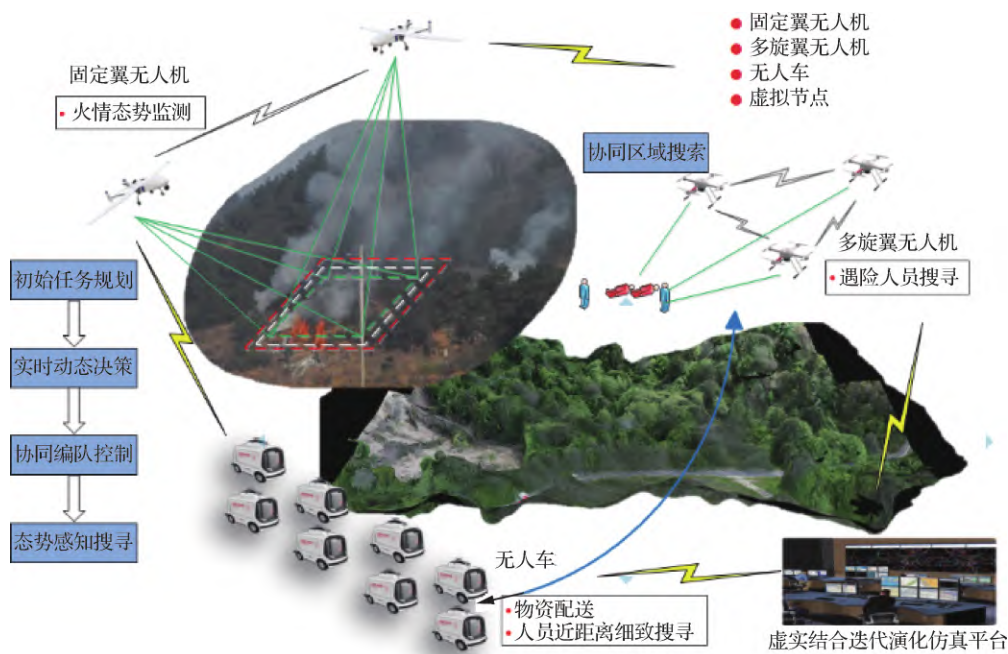 固定翼无人机
多旋翼无人机
无人车
虚拟节点
固定翼无人机
火情态势监测
协同区域搜索
多旋翼无人机
遇险人员搜寻
初始任务规划
实时动态决策
协同编队控制
态势感知搜寻
无人车
物资配送
人员近距离细致搜寻
虚实结合迭代演化仿真平台